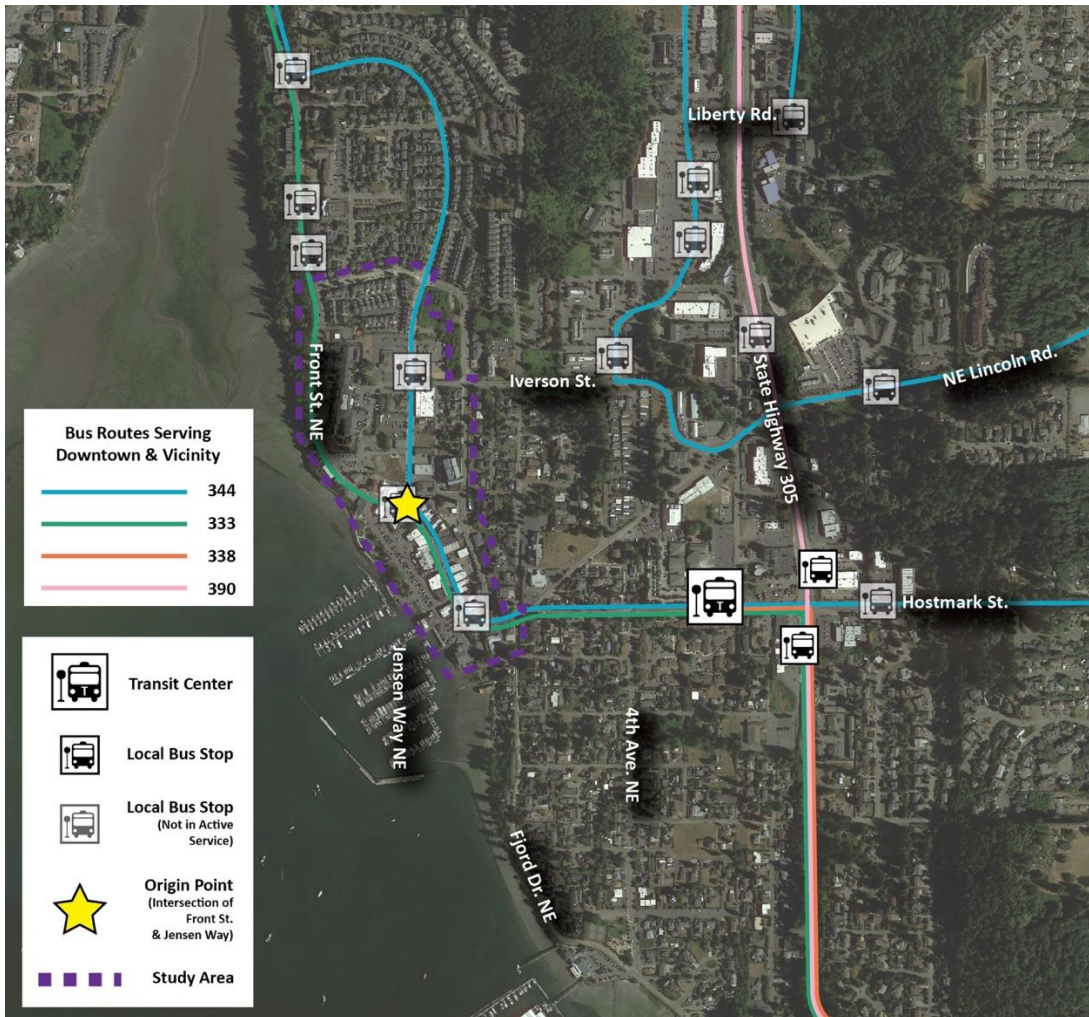 Liberty Rd.
Iverson St.
Front St. NE
State Highway 305
NE Lincoln Rd.
Bus Routes Serving
Downtown & Vicinity
344
333
338
390
T
Hostmark St.
Jensen Way NE
4th Ave. NE
Fjord Dr. NE
T
Transit Center
Local Bus Stop
Local Bus Stop
(Not in Active
Service)
Origin Point
(Intersection of
Front St.
& Jensen Way)
Study Area